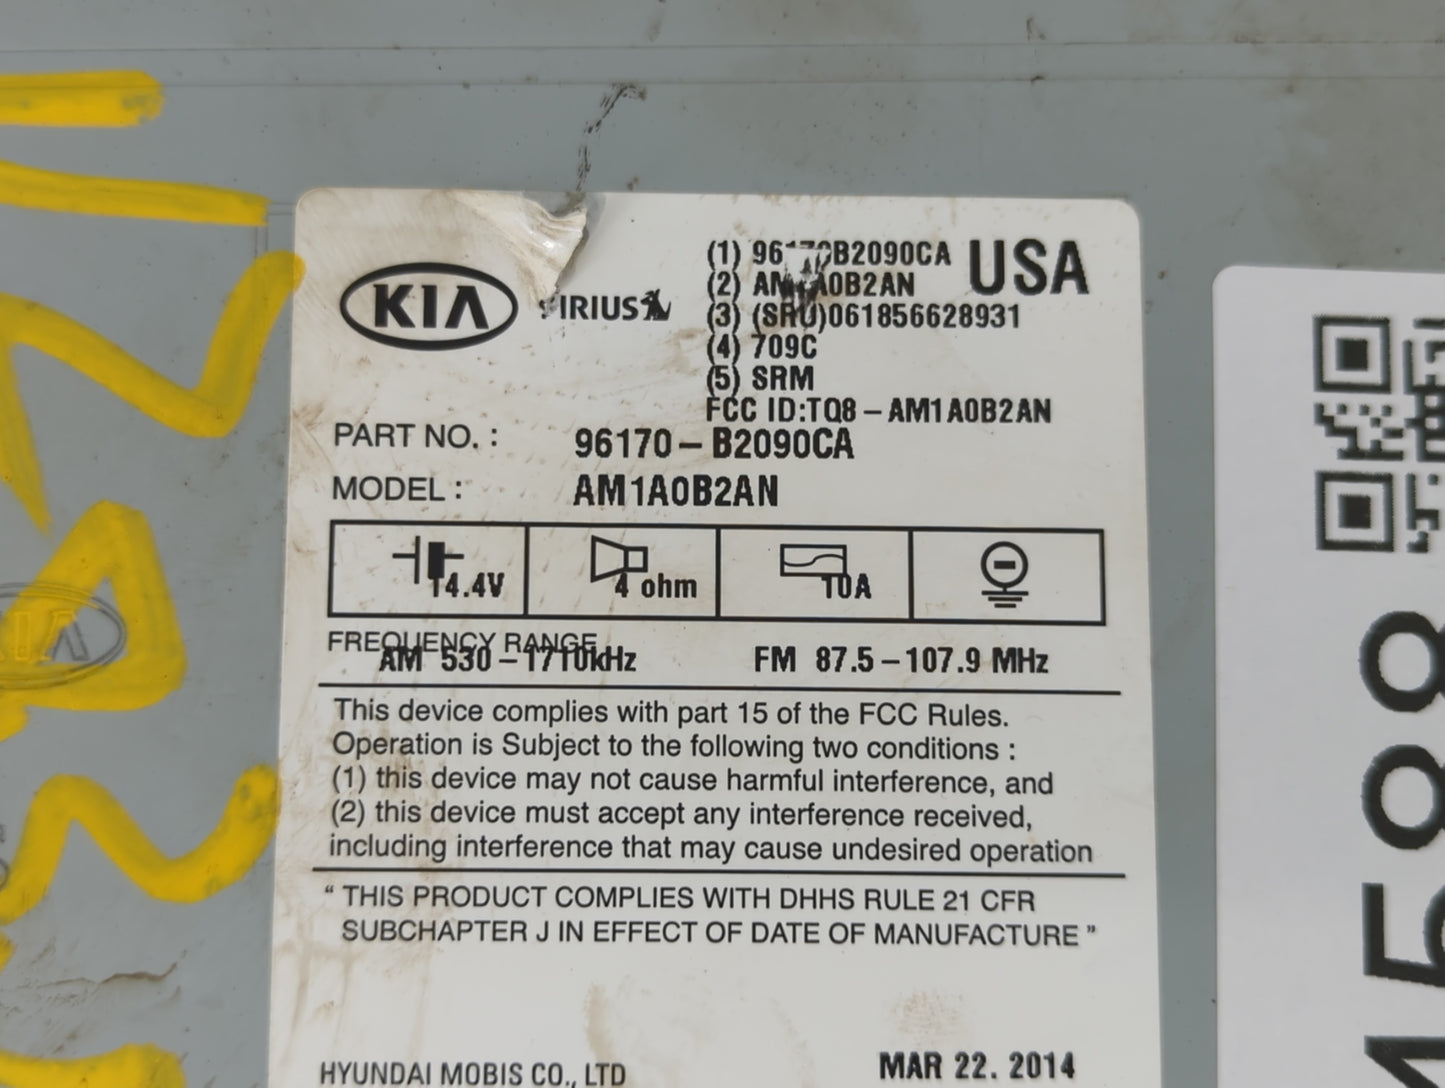 KIA
SIRIUS
USA
(1) 96170B2090CA
(2) AM1A0B2AN
(3) (SRU)061856628931
(4) 709C
(5) SRM
FCC ID:TQ8-AM1A0B2AN
PART NO. : 96170-B2090CA
MODEL : AM1A0B2AN
14.4V 4 ohm 10A
FREQUENCY RANGE
AM 530-1710kHz FM 87.5-107.9 MHz
This device complies with part 15 of the FCC Rules.
Operation is Subject to the following two conditions :
(1) this device may not cause harmful interference, and
(2) this device must accept any interference received,
including interference that may cause undesired operation
" THIS PRODUCT COMPLIES WITH DHHS RULE 21 CFR
SUBCHAPTER J IN EFFECT OF DATE OF MANUFACTURE "
HYUNDAI MOBIS CO., LTD MAR 22. 2014
KIA
4588